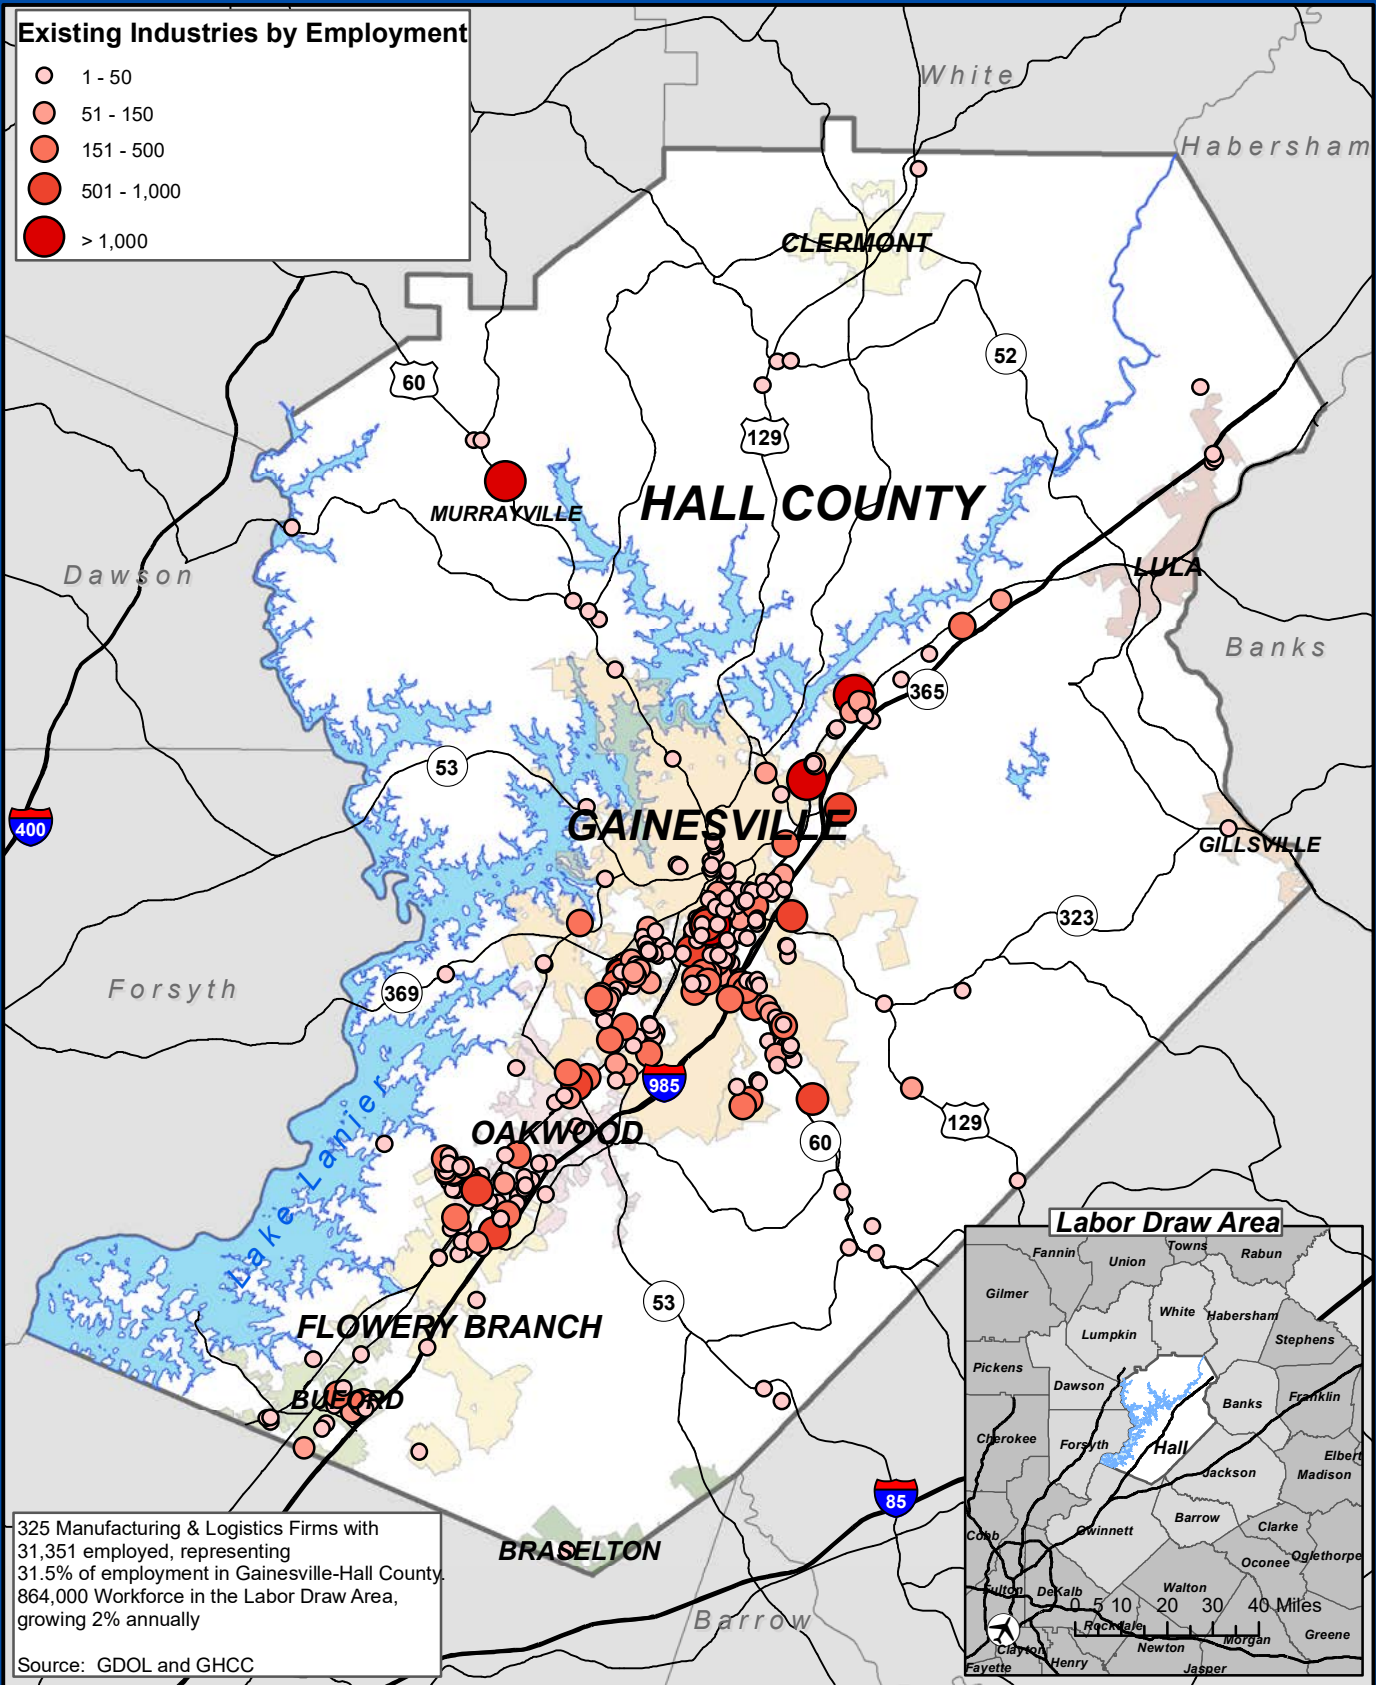 Existing Industries by Employment
1 - 50
51 - 150
151 - 500
501 - 1,000
> 1,000
White
Habersham
CLERMONT
52
60
129
HALL COUNTY
MURRAYVILLE
Dawson
LULA
Banks
365
53
400
GAINESVILLE
GILLSVILLE
323
Forsyth
369
985
Lake Lanier
OAKWOOD
60
129
53
FLOWERY BRANCH
BUFORD
85
BRASELTON
Barrow
Labor Draw Area
Fannin
Union
Towns
Rabun
Gilmer
White
Habersham
Lumpkin
Stephens
Pickens
Dawson
Banks
Franklin
Cherokee
Forsyth
Hall
Elbert
Jackson
Madison
Cobb
Gwinnett
Barrow
Clarke
Oconee
Oglethorpe
Fulton
DeKalb
Walton
0 5 10 20 30 40 Miles
Rockdale
Clayton
Newton
Morgan
Greene
Fayette
Henry
Jasper
325 Manufacturing & Logistics Firms with
31,351 employed, representing
31.5% of employment in Gainesville-Hall County.
864,000 Workforce in the Labor Draw Area,
growing 2% annually
Source: GDOL and GHCC